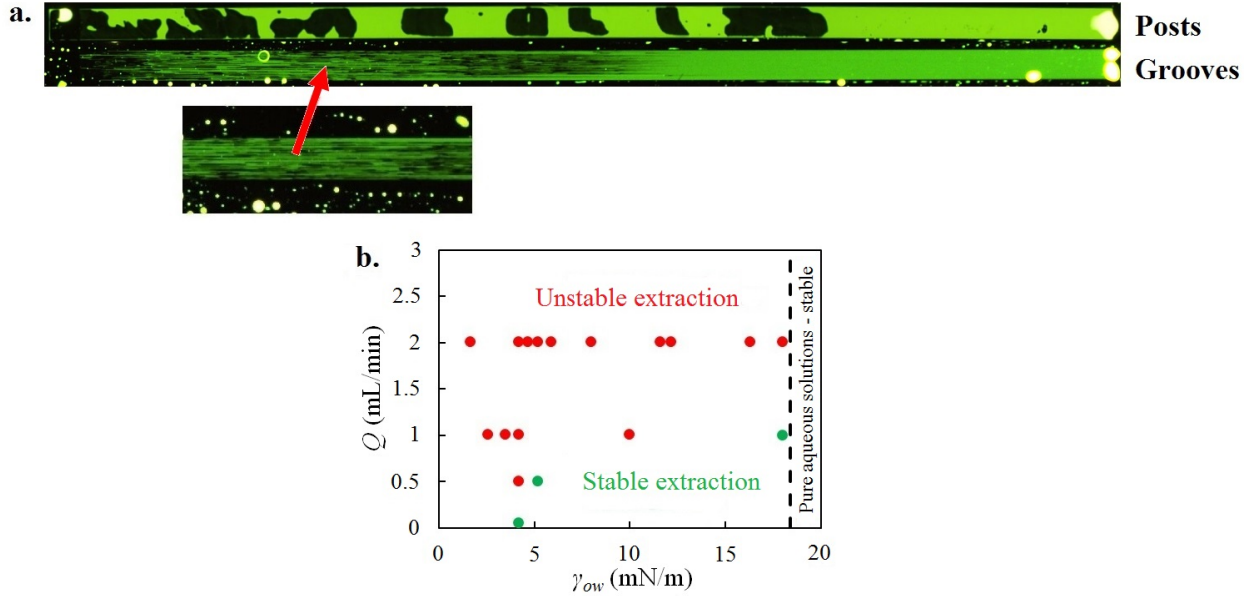 a.
Posts
Grooves
b.
3
2.5
2
1.5
1
0.5
0
Q (mL/min)
Unstable extraction
Stable extraction
Pure aqueous solutions - stable
0
5
10
15
20
γow (mN/m)